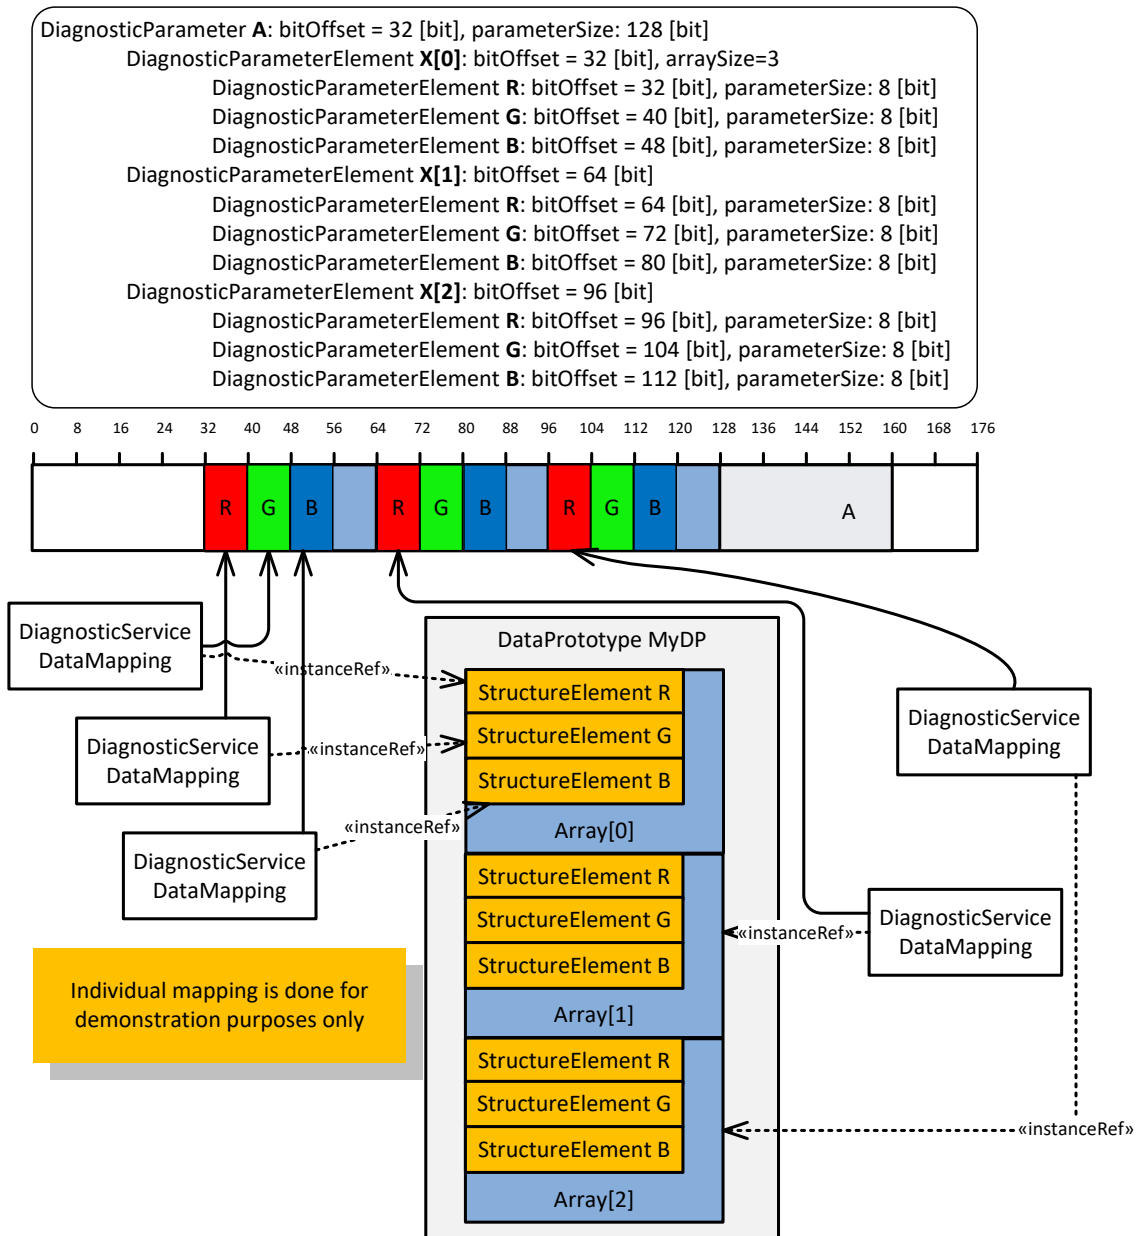 DiagnosticParameter A: bitOffset = 32 [bit], parameterSize: 128 [bit]
DiagnosticParameterElement X[0]: bitOffset = 32 [bit], arraySize=3
DiagnosticParameterElement R: bitOffset = 32 [bit], parameterSize: 8 [bit]
DiagnosticParameterElement G: bitOffset = 40 [bit], parameterSize: 8 [bit]
DiagnosticParameterElement B: bitOffset = 48 [bit], parameterSize: 8 [bit]
DiagnosticParameterElement X[1]: bitOffset = 64 [bit]
DiagnosticParameterElement R: bitOffset = 64 [bit], parameterSize: 8 [bit]
DiagnosticParameterElement G: bitOffset = 72 [bit], parameterSize: 8 [bit]
DiagnosticParameterElement B: bitOffset = 80 [bit], parameterSize: 8 [bit]
DiagnosticParameterElement X[2]: bitOffset = 96 [bit]
DiagnosticParameterElement R: bitOffset = 96 [bit], parameterSize: 8 [bit]
DiagnosticParameterElement G: bitOffset = 104 [bit], parameterSize: 8 [bit]
DiagnosticParameterElement B: bitOffset = 112 [bit], parameterSize: 8 [bit]
0 8 16 24 32 40 48 56 64 72 80 88 96 104 112 120 128 136 144 152 160 168 176
R G B R G B R G B A
DiagnosticService
DataMapping
«instanceRef»
DiagnosticService
DataMapping
«instanceRef»
DiagnosticService
DataMapping
«instanceRef»
DataPrototype MyDP
StructureElement R
StructureElement G
StructureElement B
Array[0]
StructureElement R
StructureElement G
StructureElement B
Array[1]
StructureElement R
StructureElement G
StructureElement B
Array[2]
DiagnosticService
DataMapping
«instanceRef»
DiagnosticService
DataMapping
«instanceRef»
Individual mapping is done for
demonstration purposes only